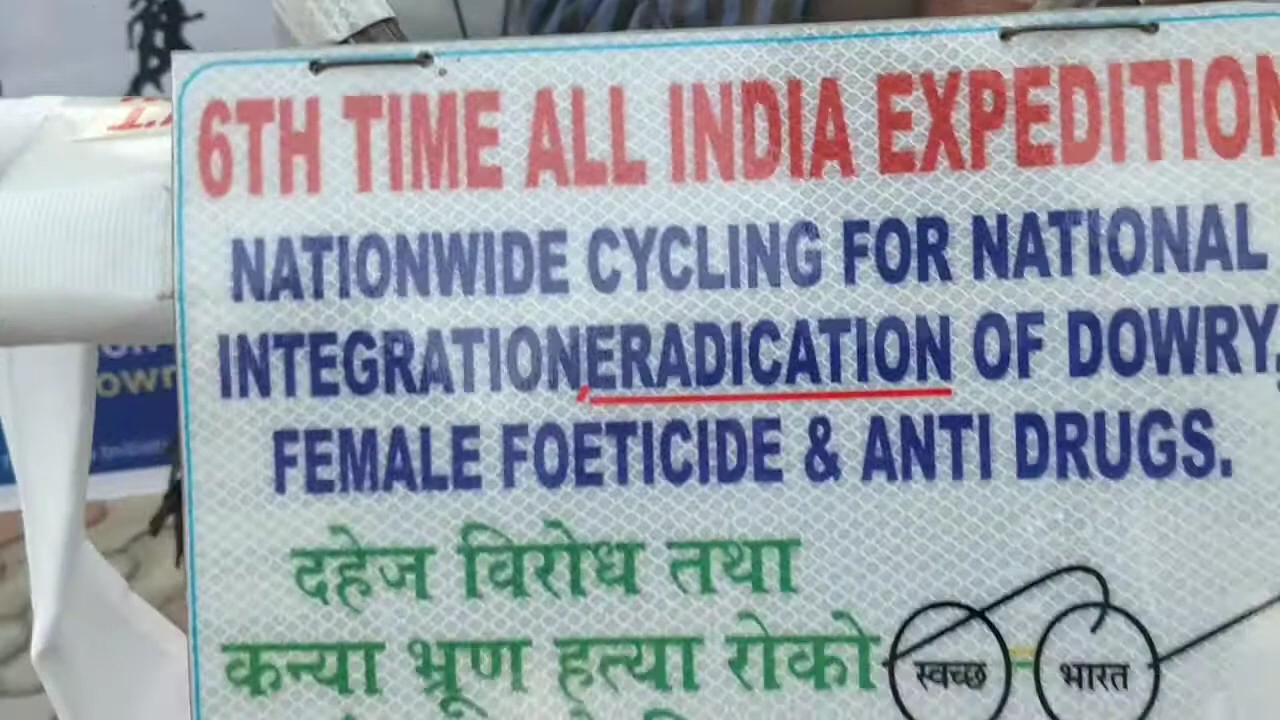 6TH TIME ALL INDIA EXPEDITION
NATIONWIDE CYCLING FOR NATIONAL
INTEGRATIONERADICATION OF DOWRY,
FEMALE FOETICIDE & ANTI DRUGS.
दहेज विरोध तथा
कन्या भ्रूण हत्या रोको
स्वच्छ भारत